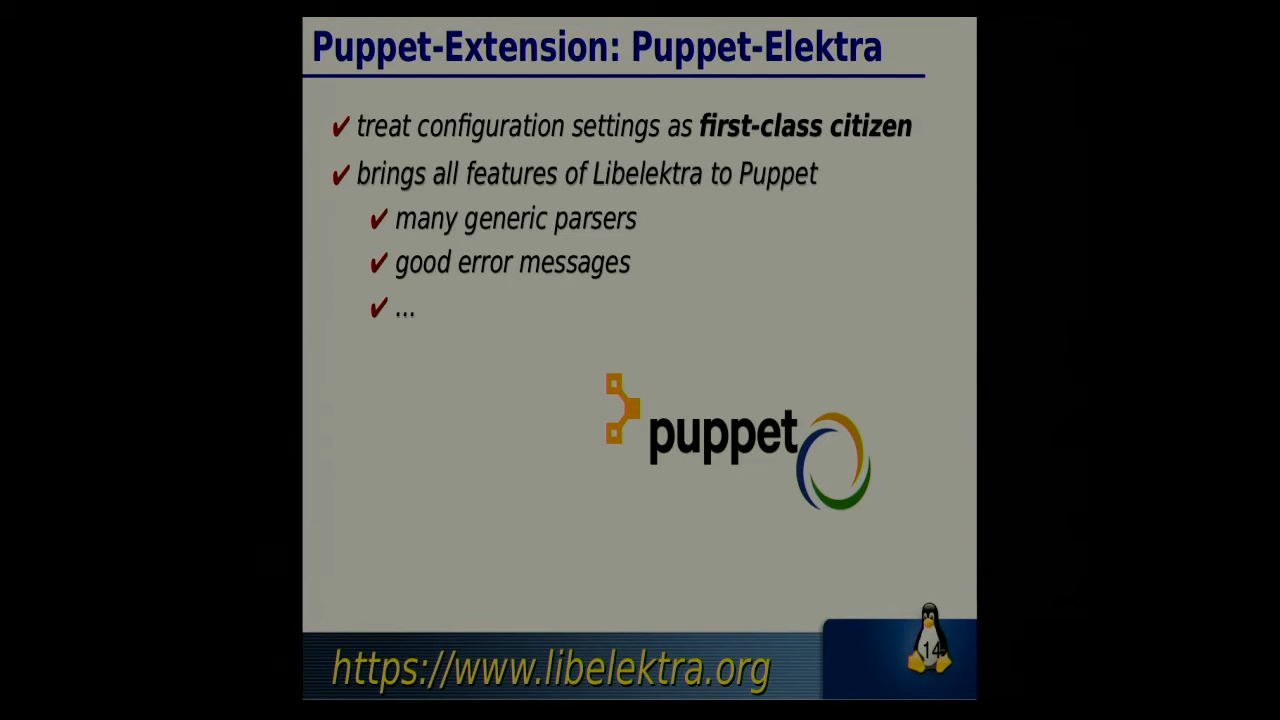 Puppet-Extension: Puppet-Elektra
✔ treat configuration settings as first-class citizen
✔ brings all features of Libelektra to Puppet
✔ many generic parsers
✔ good error messages
✔ ...
puppet
https://www.libelektra.org
14